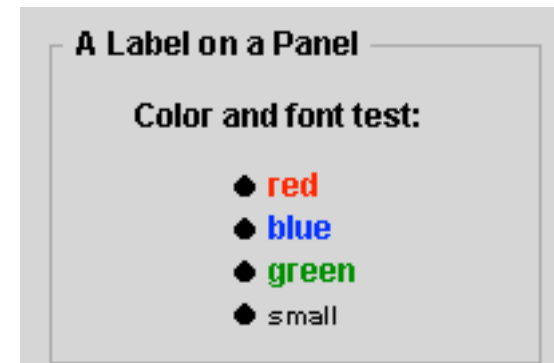 A Label on a Panel
Color and font test:
● red
● blue
● green
● small